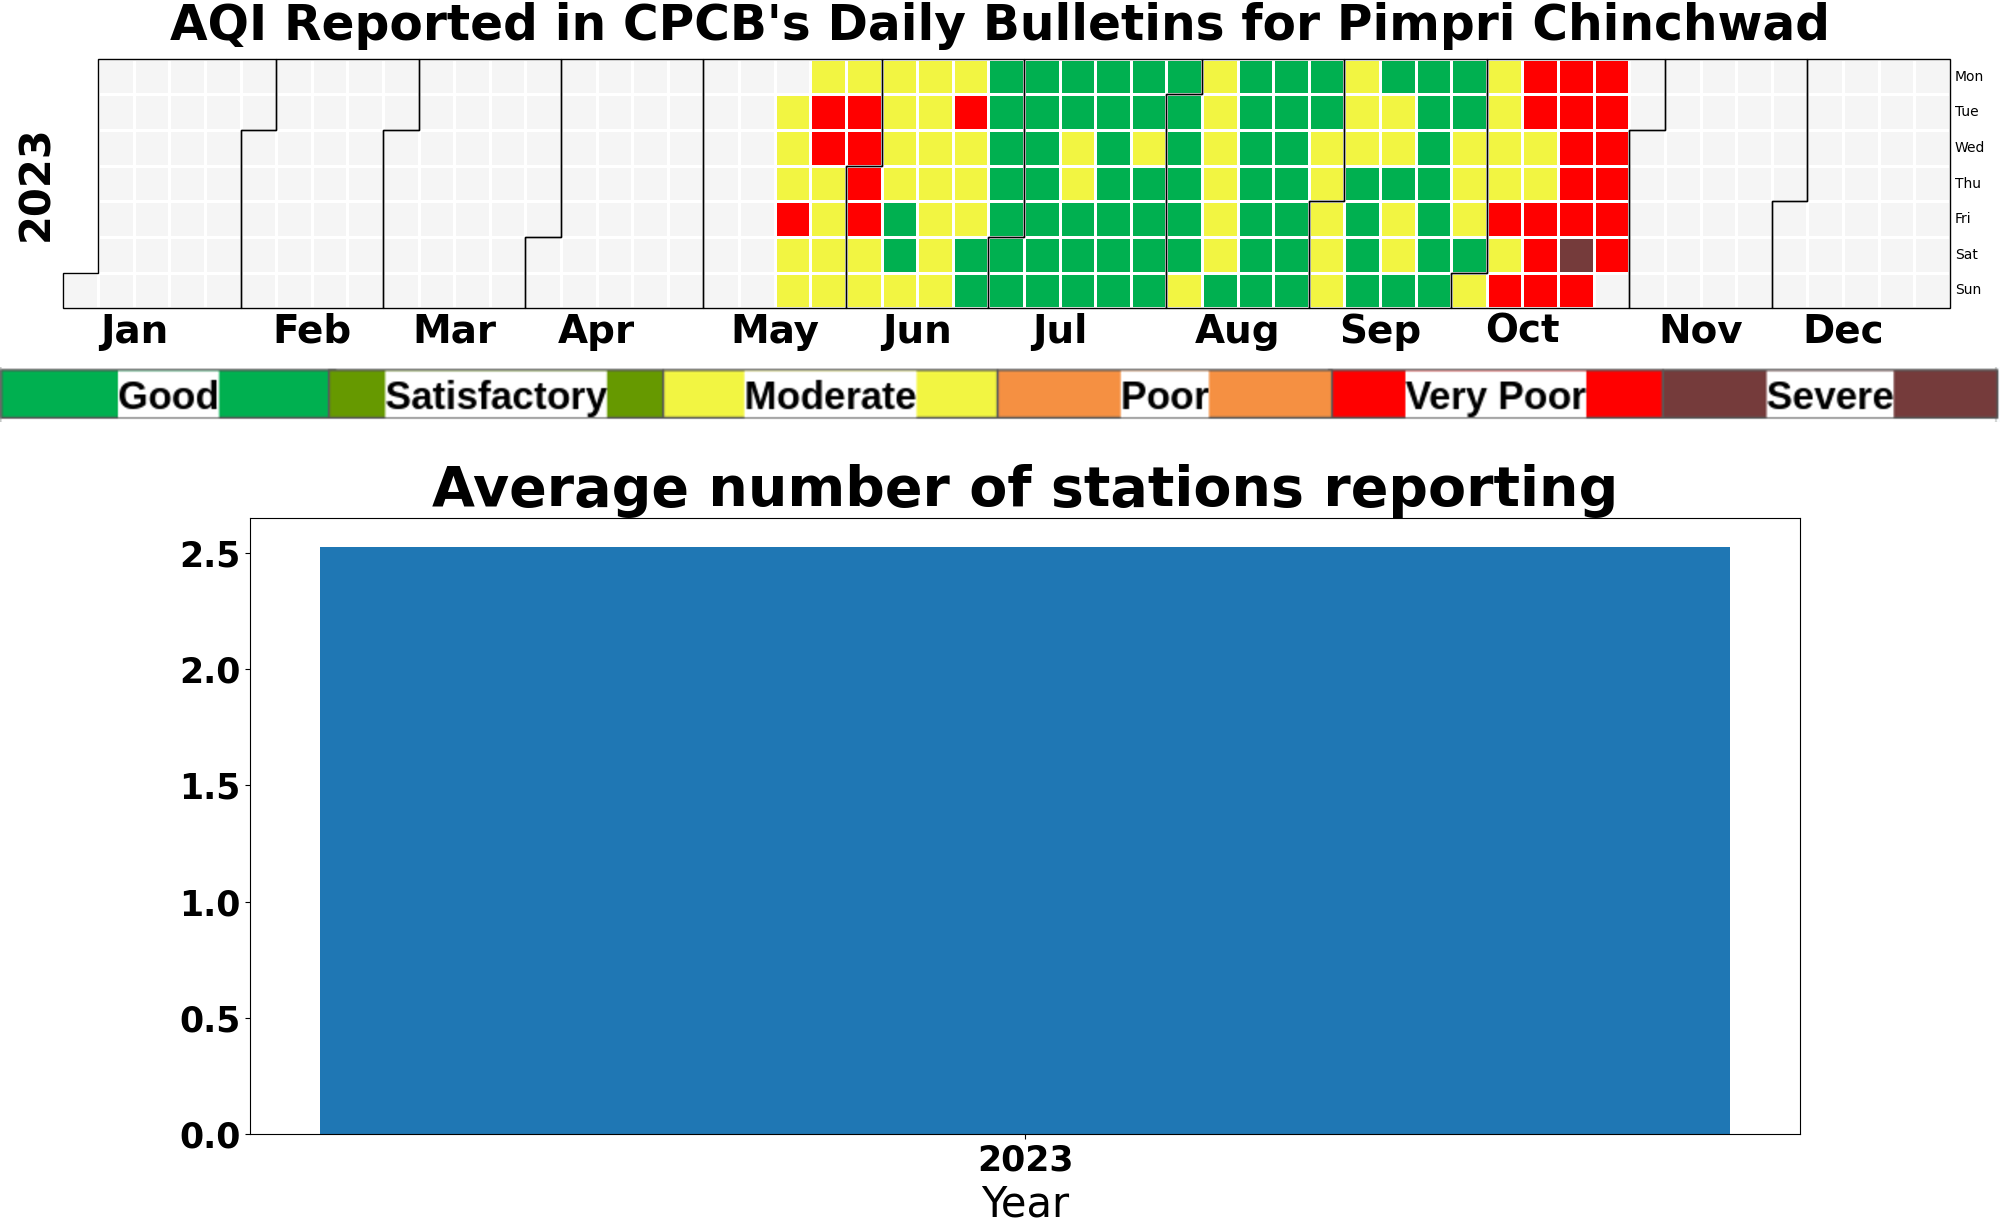 AQI Reported in CPCB's Daily Bulletins for Pimpri Chinchwad
2023
Mon
Tue
Wed
Thu
Fri
Sat
Sun
Jan Feb Mar Apr May Jun Jul Aug Sep Oct Nov Dec
Good Satisfactory Moderate Poor Very Poor Severe
Average number of stations reporting
2.5
2.0
1.5
1.0
0.5
0.0
2023
Year